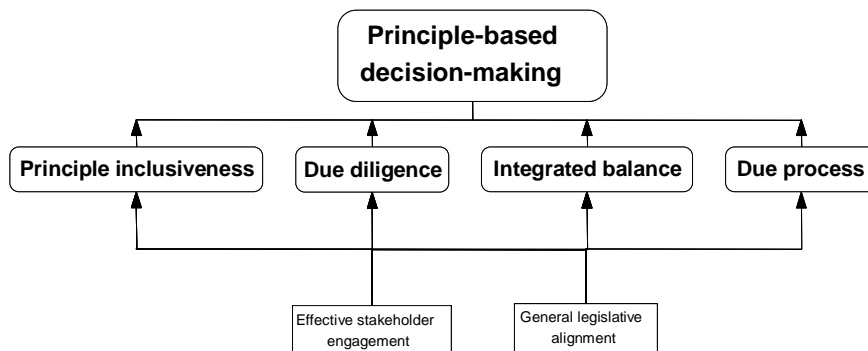 Principle-based
decision-making
Principle inclusiveness
Due diligence
Integrated balance
Due process
Effective stakeholder
engagement
General legislative
alignment